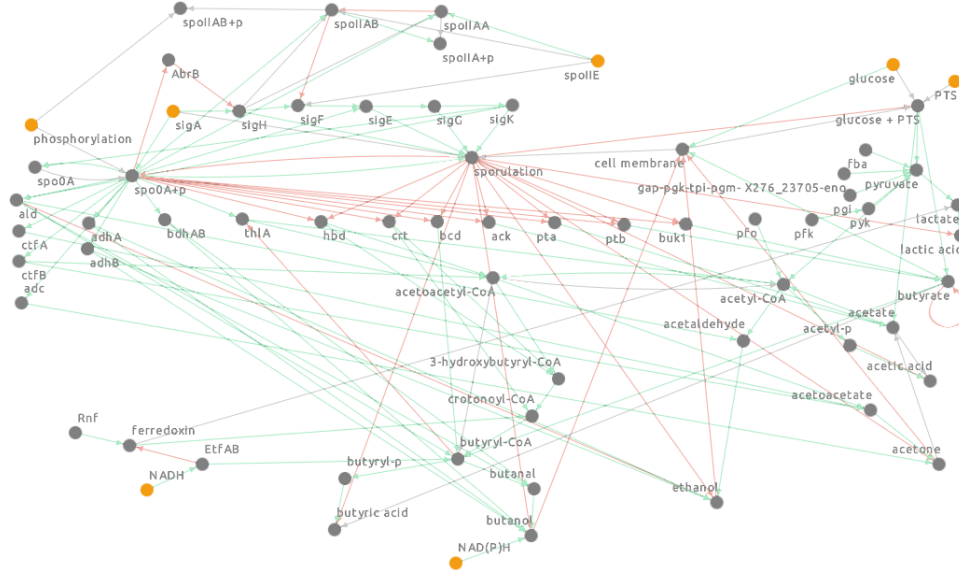 spoIIAB+p
spoIIAB
spoIIAA
spoIIA+p
AbrB
spoIIE
glucose
PTS
phosphorylation
sigA
sigH
sigF
sigE
sigG
sigK
glucose + PTS
spo0A
spo0A+p
sporulation
cell membrane
fba
pyruvate
gap-pgk-tpi-pgm- X276_23705-eno
pgi
pyk
ald
ctfA
adhA
bdhAB
thlA
hbd
crt
bcd
ack
pta
ptb
buk1
pfo
pfk
lactate
lactic acid
adhB
ctfB
adc
acetoacetyl-CoA
acetyl-CoA
butyrate
acetaldehyde
acetate
acetyl-p
3-hydroxybutyryl-CoA
acetic acid
crotonoyl-CoA
acetoacetate
Rnf
ferredoxin
EtfAB
butyryl-CoA
acetone
NADH
butyryl-p
butanal
ethanol
butyric acid
butanol
NAD(P)H